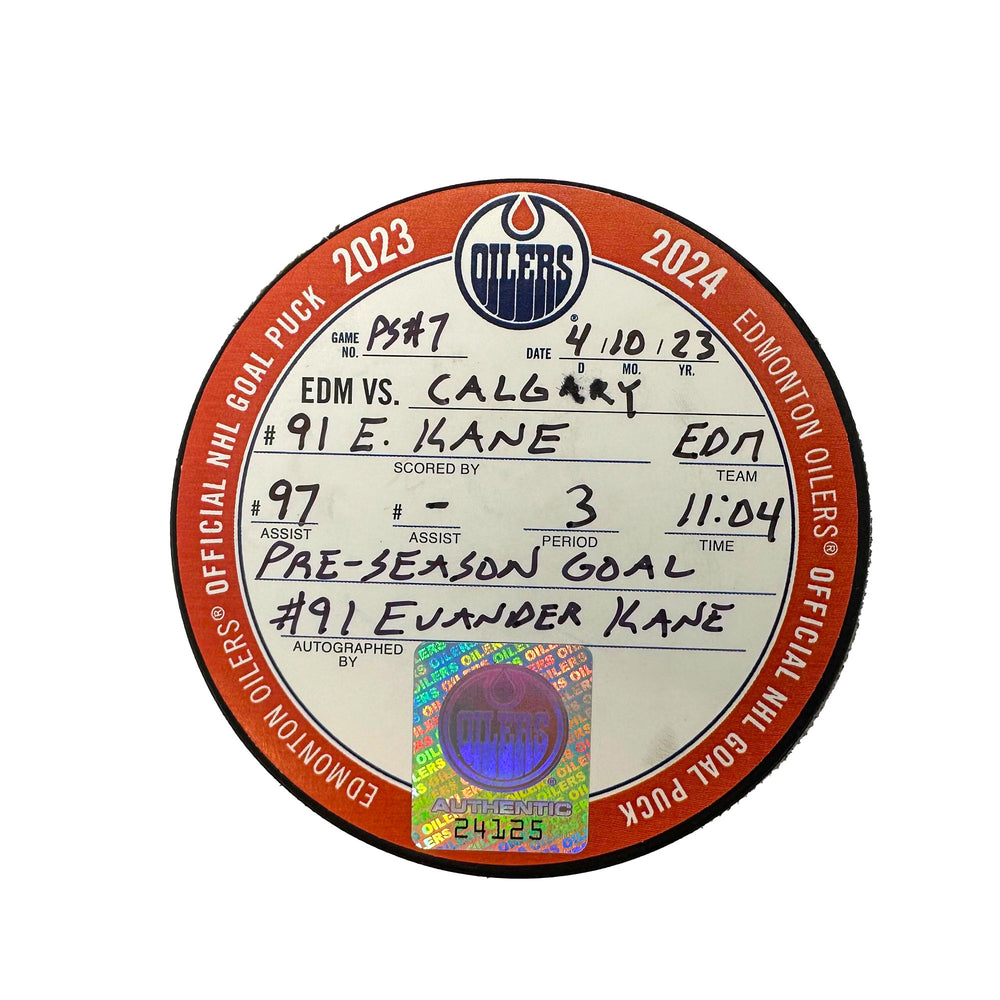 EDMONTON OILERS® OFFICIAL NHL GOAL PUCK 2023
2024 EDMONTON OILERS® OFFICIAL NHL GOAL PUCK
OILERS
®
GAME NO. PS#7 DATE 4 / 10 / 23
D MO. YR.
EDM VS. CALGARY
# 91 E. KANE EDM
SCORED BY TEAM
# 97 # - 3 11:04
ASSIST ASSIST PERIOD TIME
PRE-SEASON GOAL
#91 EVANDER KANE
AUTOGRAPHED BY
OILERS
®
AUTHENTIC
24125